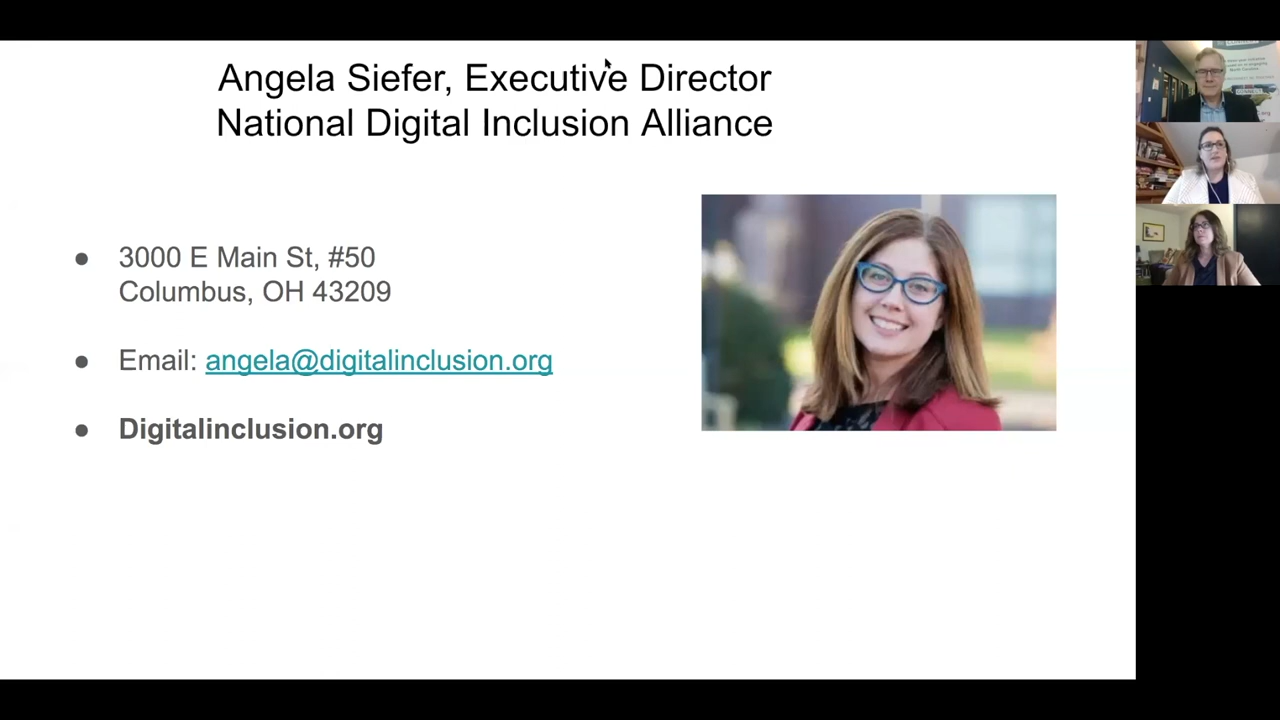 Angela Siefer, Executive Director
National Digital Inclusion Alliance
● 3000 E Main St, #50
Columbus, OH 43209
● Email: angela@digitalinclusion.org
● Digitalinclusion.org